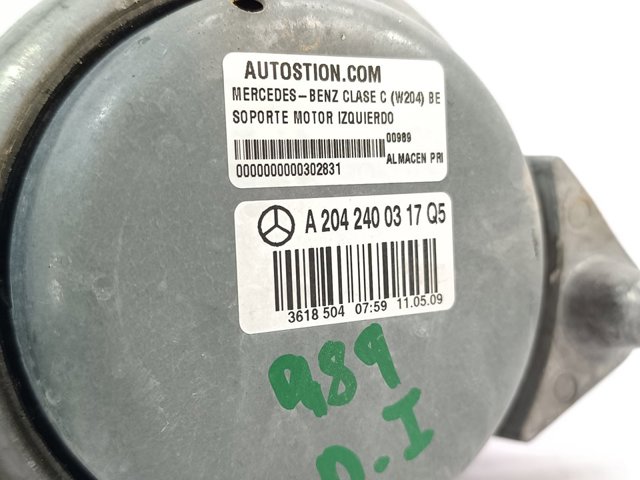 AUTOSTION.COM
MERCEDES-BENZ CLASE C (W204) BE
SOPORTE MOTOR IZQUIERDO
00989
ALMACEN PRI
0000000000302831
A 204 240 03 17 Q5
3618 504 07:59 11.05.09
989
D.I